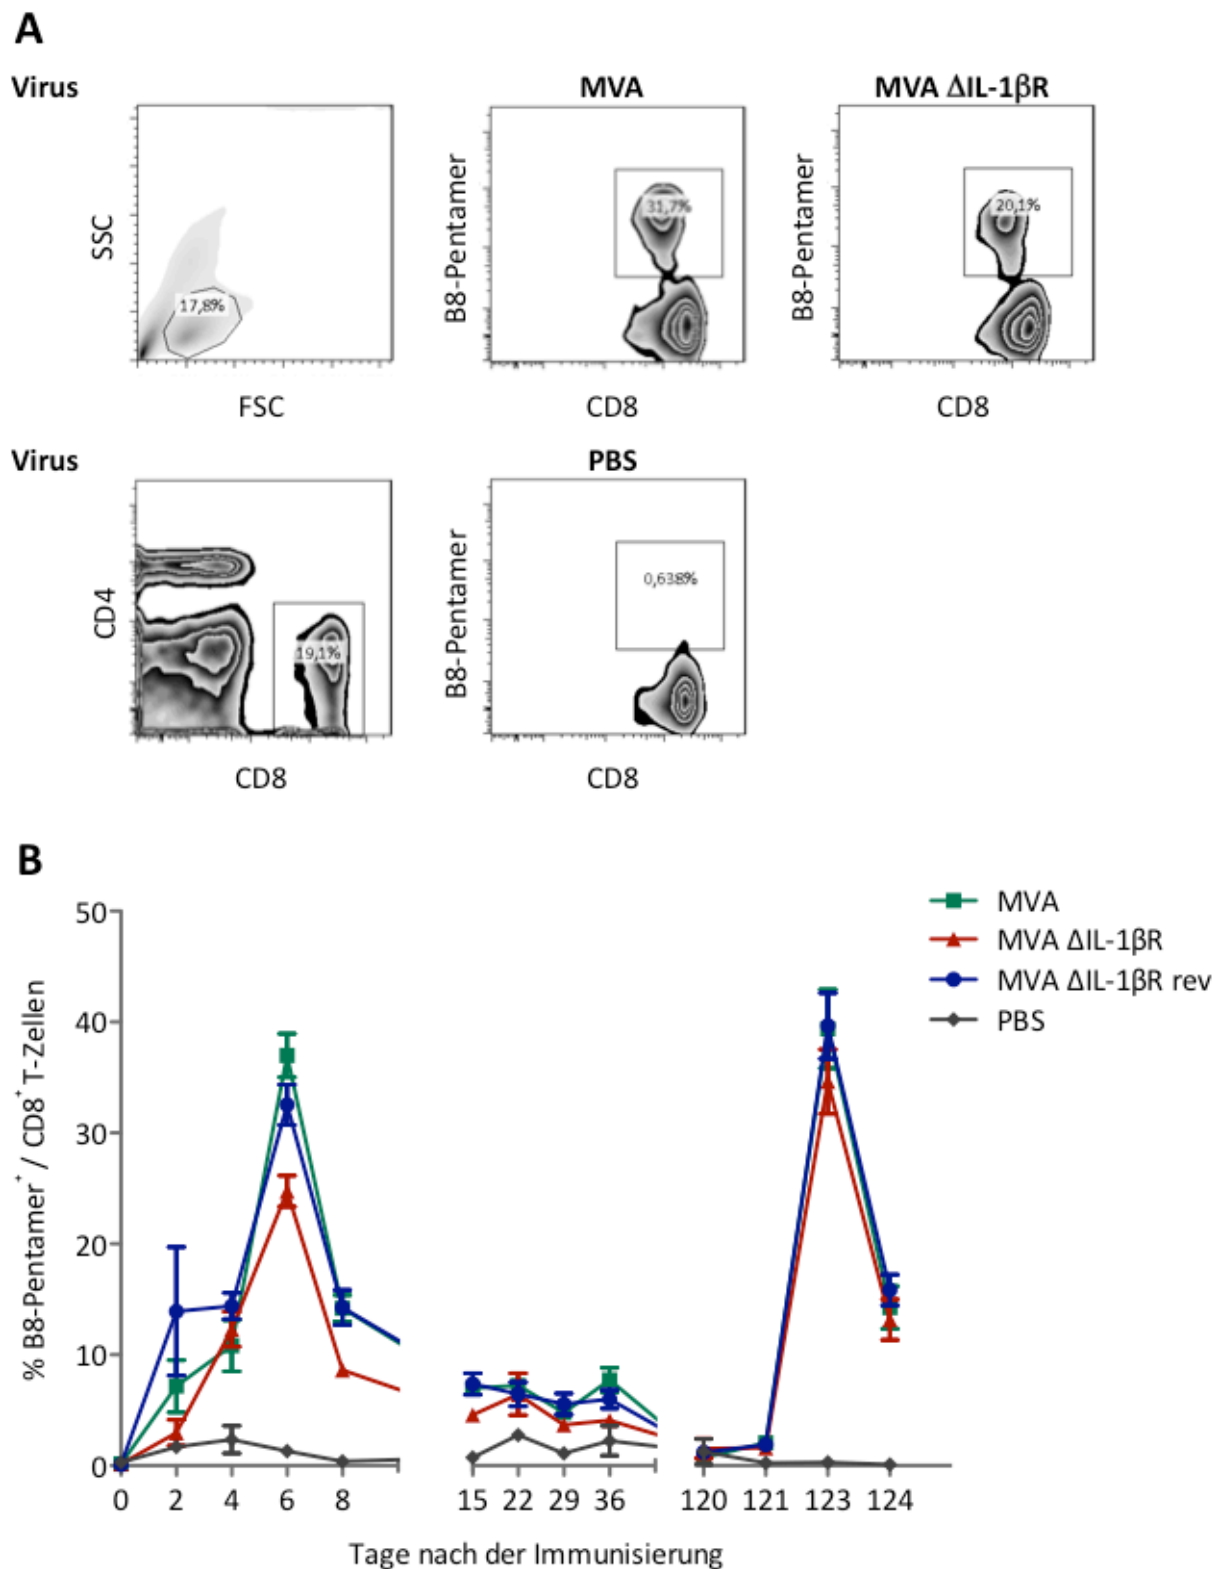 A
Virus
MVA
MVA ΔIL-1βR
SSC
17,8%
FSC
B8-Pentamer
31,7%
CD8
B8-Pentamer
20,1%
CD8
Virus
PBS
CD4
19,1%
CD8
B8-Pentamer
0,638%
CD8
B
% B8-Pentamer⁺ / CD8⁺ T-Zellen
50
40
30
20
10
0
0 2 4 6 8
15 22 29 36
120 121 123 124
Tage nach der Immunisierung
MVA
MVA ΔIL-1βR
MVA ΔIL-1βR rev
PBS